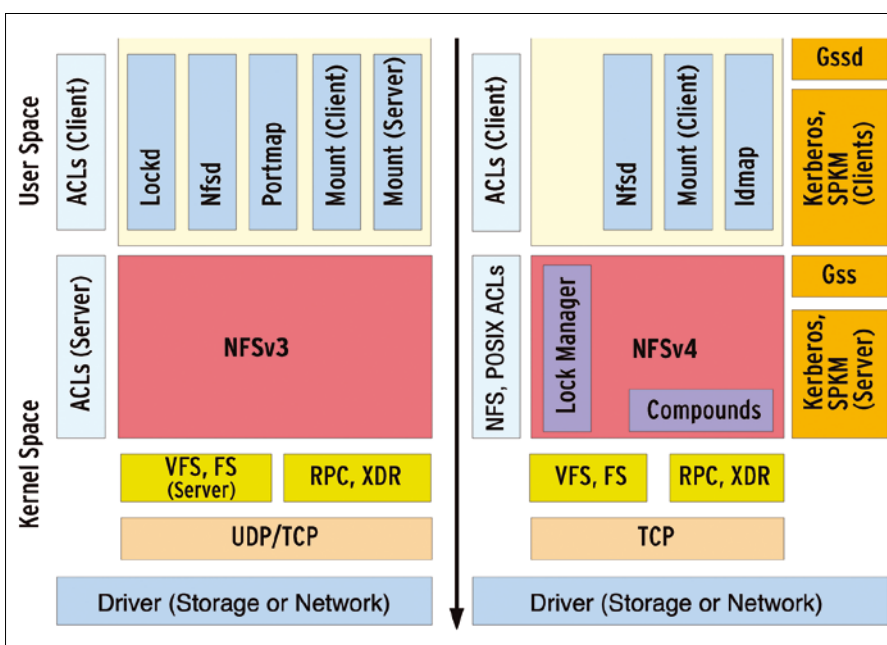 User Space
ACLs (Client)
Lockd
Nfsd
Portmap
Mount (Client)
Mount (Server)
Kernel Space
ACLs (Server)
NFSv3
VFS, FS
(Server)
RPC, XDR
UDP/TCP
Driver (Storage or Network)
ACLs (Client)
Nfsd
Mount (Client)
Idmap
Gssd
Kerberos,
SPKM
(Clients)
NFS, POSIX ACLs
Lock Manager
NFSv4
Compounds
Gss
Kerberos,
SPKM
(Server)
VFS, FS
RPC, XDR
TCP
Driver (Storage or Network)